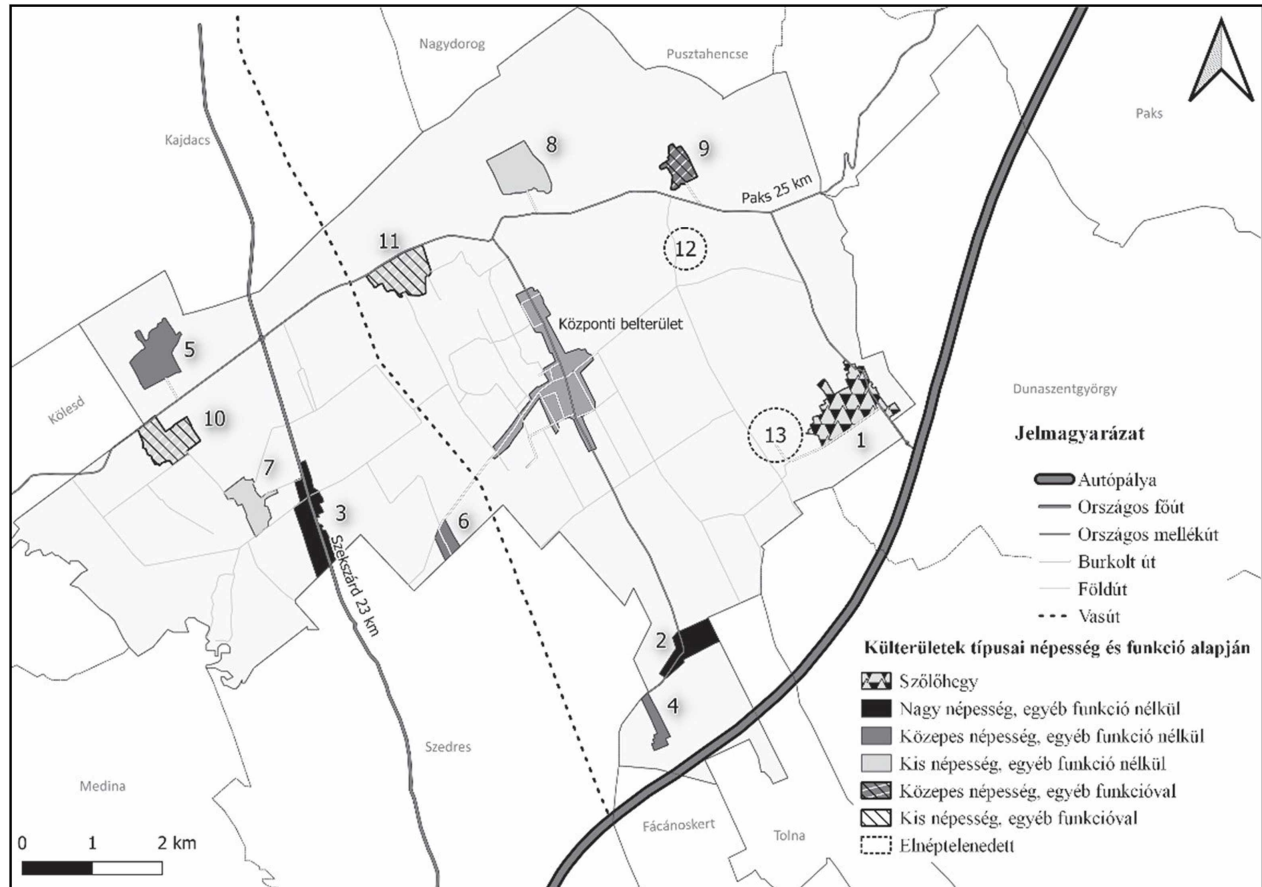 Nagydorog
Pusztahencse
Paks
Kajdacs
8
9
Paks 25 km
11
12
Központi belterület
5
Kölesd
Dunaszentgyörgy
10
13
1
Jelmagyarázat
7
3
6
Szekszárd 23 km
Autópálya
Országos főút
Országos mellékút
Burkolt út
Földút
Vasút
2
Külterületek típusai népesség és funkció alapján
Szőlőhegy
4
Nagy népesség, egyéb funkció nélkül
Közepes népesség, egyéb funkció nélkül
Szedres
Kis népesség, egyéb funkció nélkül
Medina
Közepes népesség, egyéb funkcióval
Fácánoskert
Tolna
Kis népesség, egyéb funkcióval
Elnéptelenedett
0 1 2 km